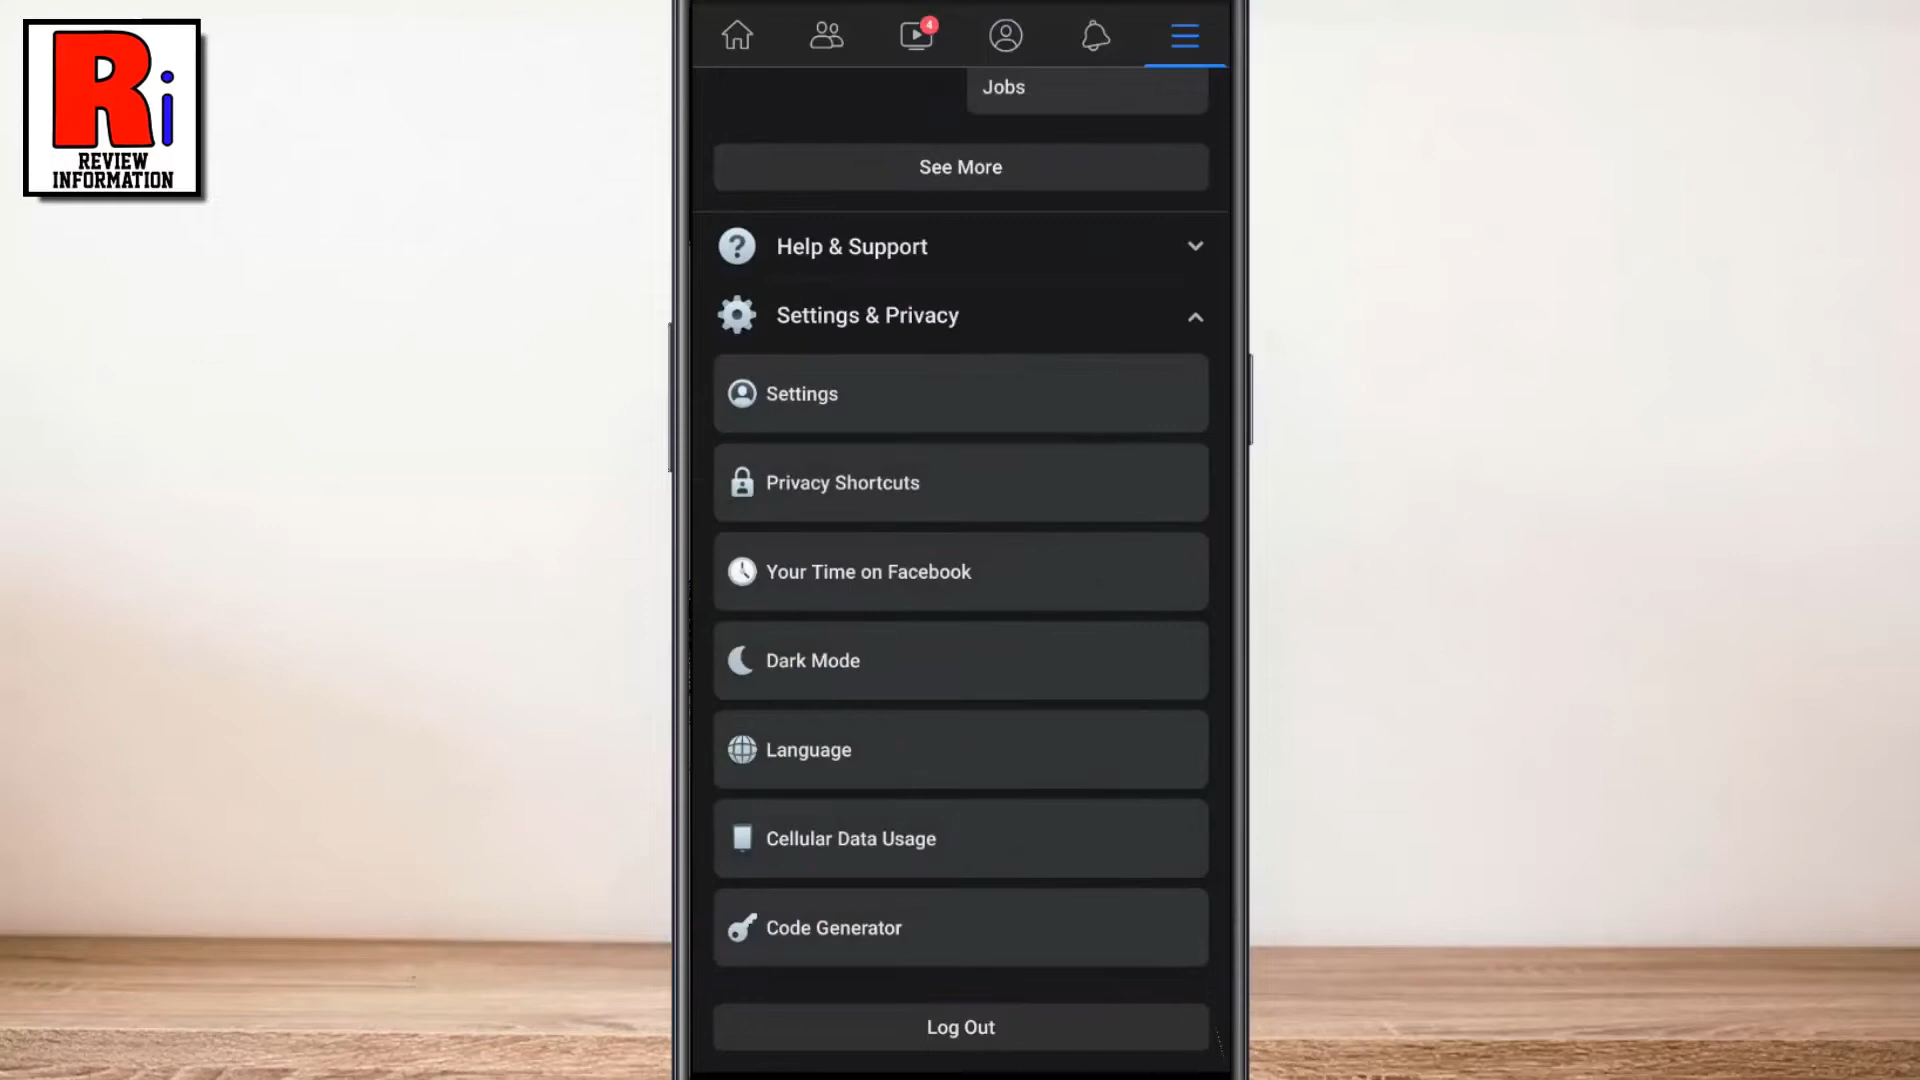 Ri
REVIEW
INFORMATION
4
Jobs
See More
Help & Support
Settings & Privacy
Settings
Privacy Shortcuts
Your Time on Facebook
Dark Mode
Language
Cellular Data Usage
Code Generator
Log Out